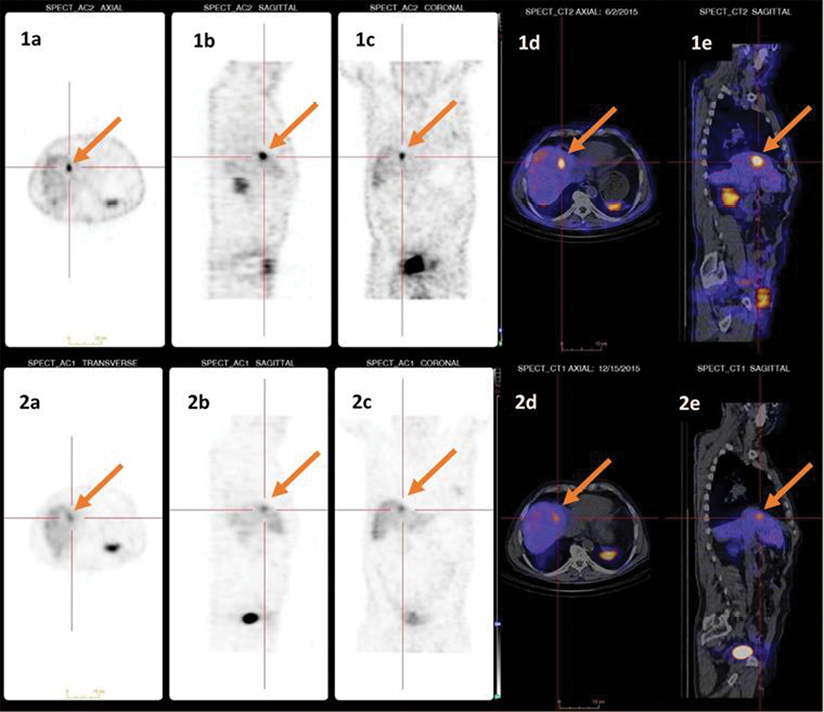 SPECT_AC2 AXIAL
SPECT_AC2 SAGITTAL
SPECT_AC2 CORONAL
SPECT_CT2 AXIAL: 6/2/2015
SPECT_CT2 SAGITTAL
1a
1b
1c
1d
1e
SPECT_AC1 TRANSVERSE
SPECT_AC1 SAGITTAL
SPECT_AC1 CORONAL
SPECT_CT1 AXIAL: 12/15/2015
SPECT_CT1 SAGITTAL
2a
2b
2c
2d
2e